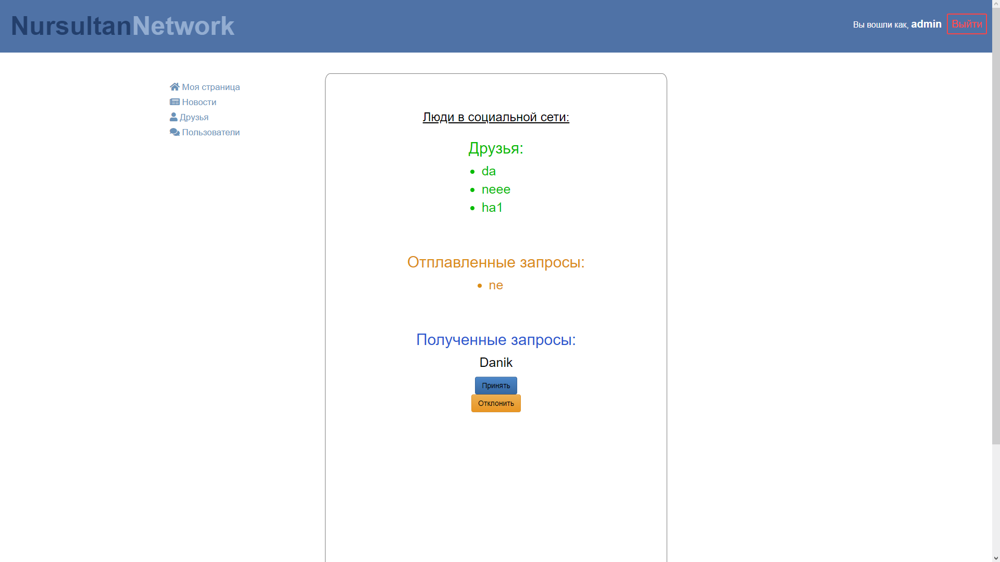 NursultanNetwork
Вы вошли как, admin Выйти
Моя страница
Новости
Друзья
Пользователи
Люди в социальной сети:
Друзья:
da
neee
ha1
Отплавленные запросы:
ne
Полученные запросы:
Danik
Принять
Отклонить